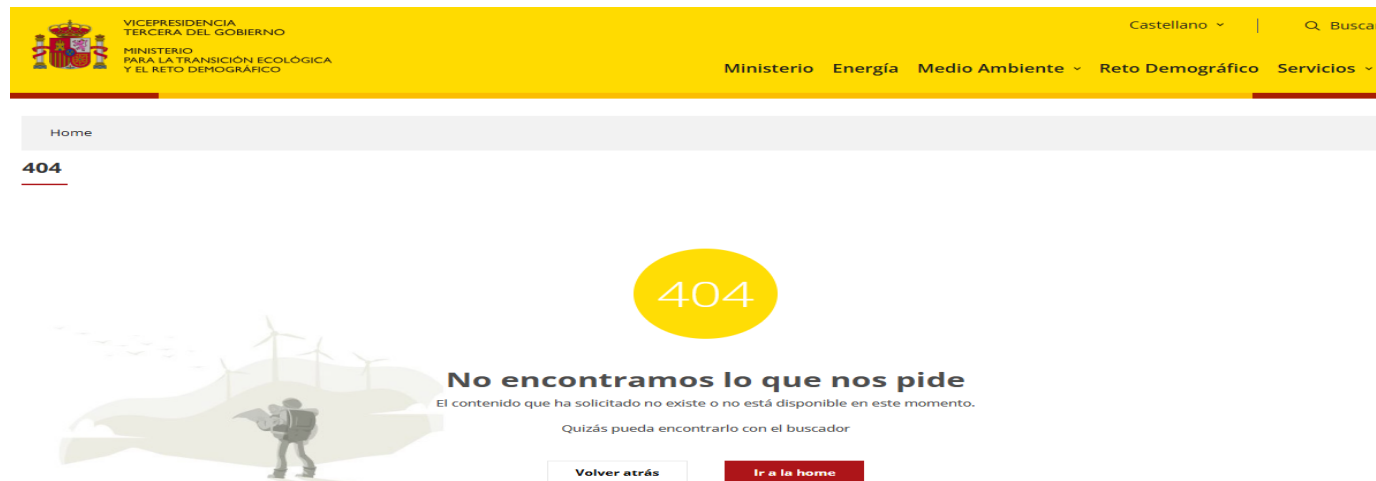 VICEPRESIDENCIA
TERCERA DEL GOBIERNO
MINISTERIO
PARA LA TRANSICIÓN ECOLÓGICA
Y EL RETO DEMOGRÁFICO
Castellano
Buscar
Ministerio Energía Medio Ambiente Reto Demográfico Servicios
Home
404
404
No encontramos lo que nos pide
El contenido que ha solicitado no existe o no está disponible en este momento.
Quizás pueda encontrarlo con el buscador
Volver atrás Ir a la home